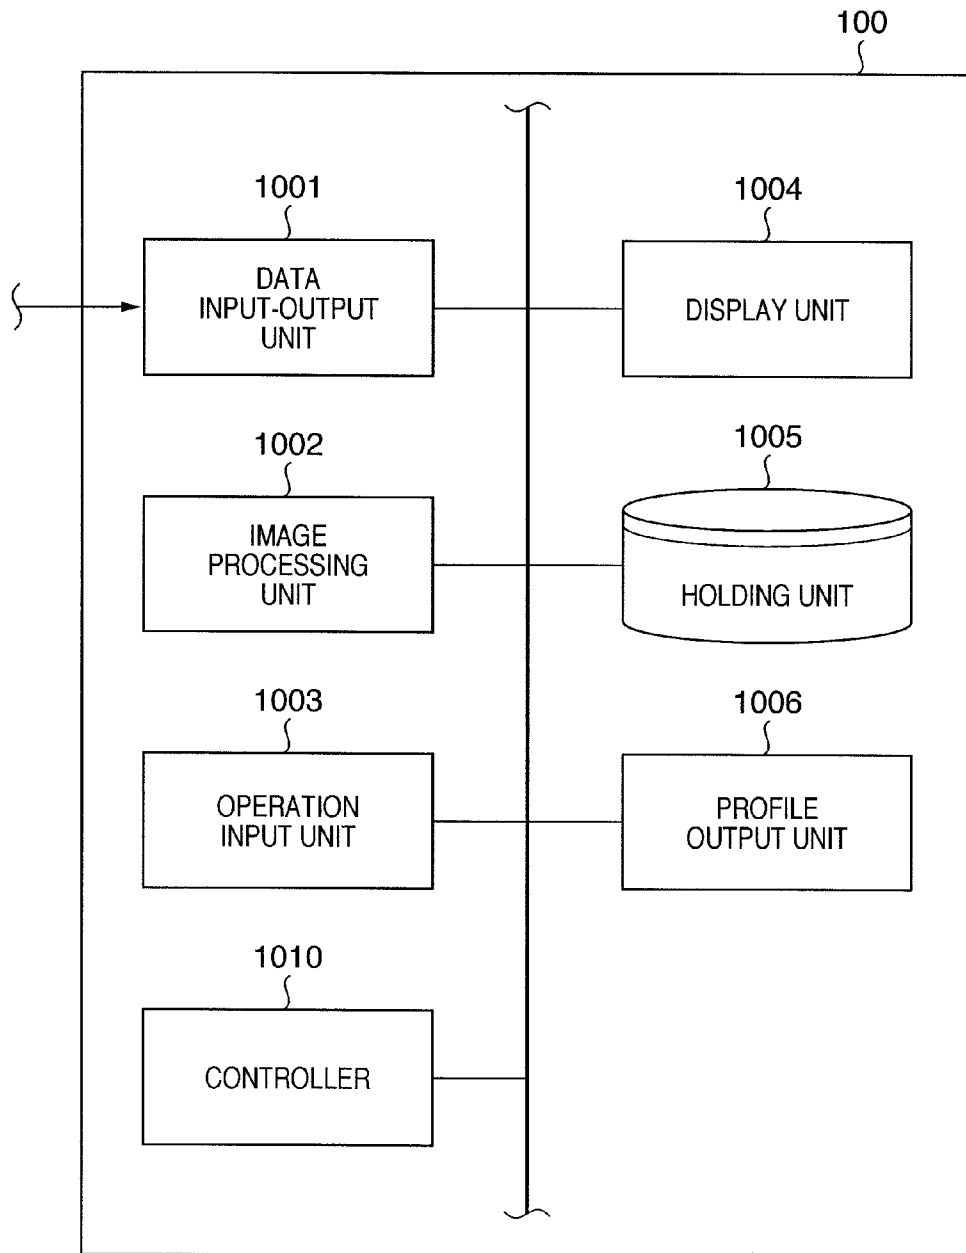 100
1001
DATA
INPUT-OUTPUT
UNIT
1004
DISPLAY UNIT
1002
IMAGE
PROCESSING
UNIT
1005
HOLDING UNIT
1003
OPERATION
INPUT UNIT
1006
PROFILE
OUTPUT UNIT
1010
CONTROLLER